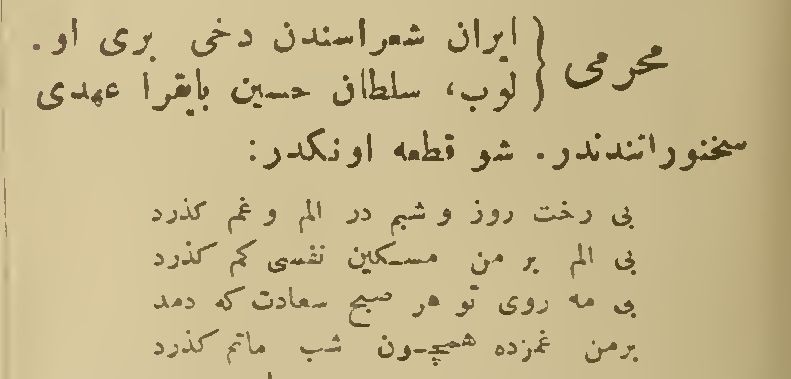 محرمی { ایران شعراسندن دخی بری او.
لوب، سلطان حسین بایقرا عهدی
سخنوراندندر. شو قطعه اونکدر:
بی رخت روز و شبم در الم و غم کذرد
بی الم بر من مسکین نفسی کم کذرد
بی مه روی تو هر صبح سعادت که دمد
برمن غمزده همچون شب ماتم کذرد